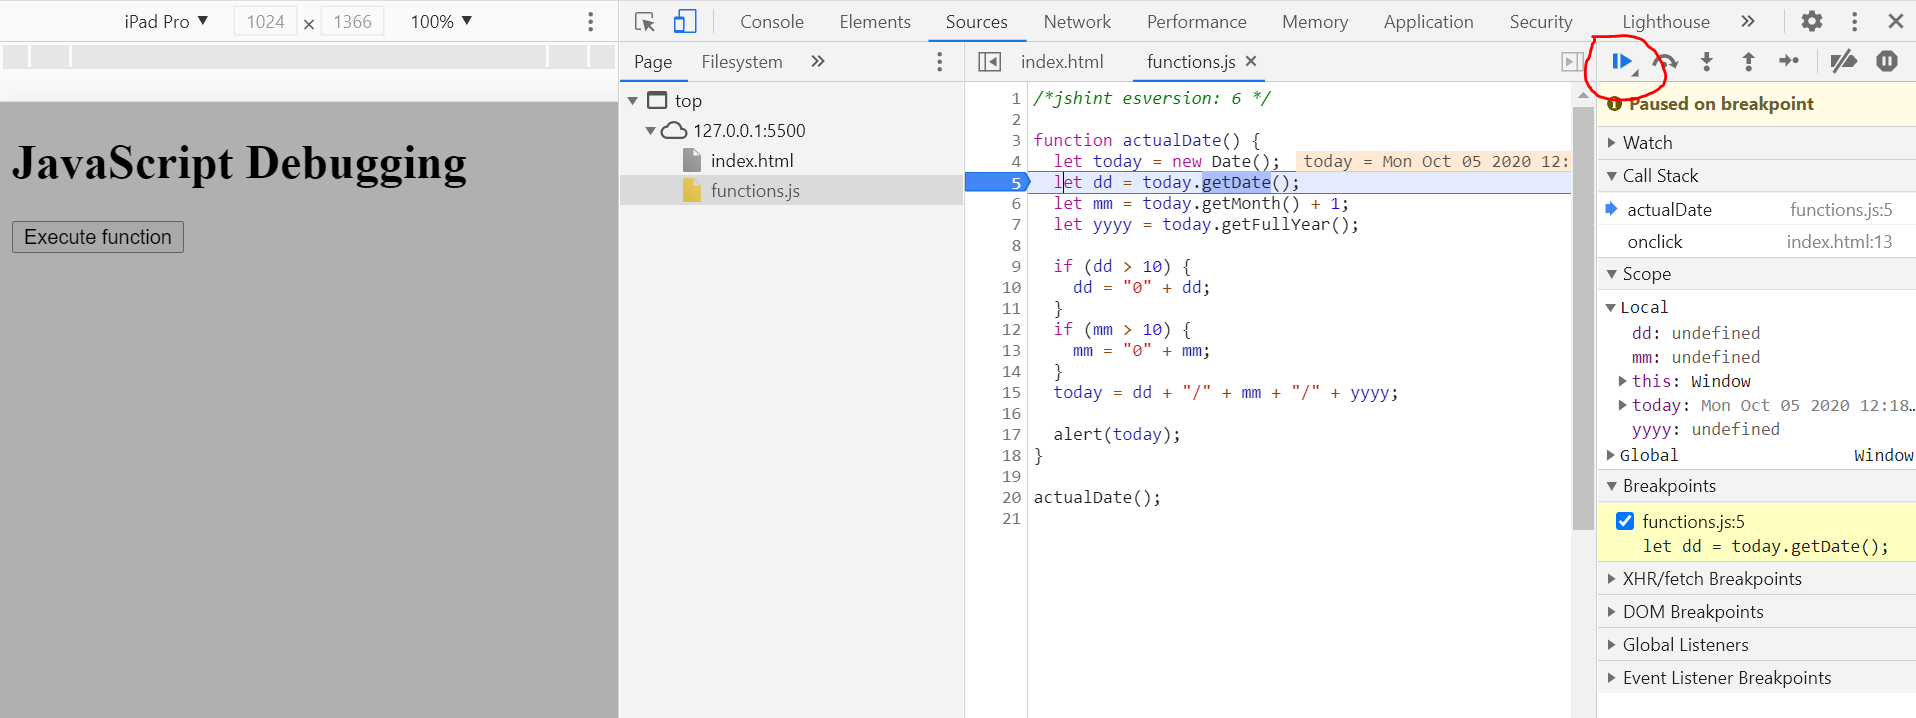 iPad Pro ▼ 1024 × 1366 100% ▼
JavaScript Debugging
Execute function
Console Elements Sources Network Performance Memory Application Security Lighthouse »
Page Filesystem »
top
127.0.0.1:5500
index.html
functions.js
index.html functions.js ×
1 /*jshint esversion: 6 */
2
3 function actualDate() {
4 let today = new Date(); today = Mon Oct 05 2020 12:
5 let dd = today.getDate();
6 let mm = today.getMonth() + 1;
7 let yyyy = today.getFullYear();
8
9 if (dd > 10) {
10 dd = "0" + dd;
11 }
12 if (mm > 10) {
13 mm = "0" + mm;
14 }
15 today = dd + "/" + mm + "/" + yyyy;
16
17 alert(today);
18 }
19
20 actualDate();
21
Paused on breakpoint
Watch
Call Stack
actualDate functions.js:5
onclick index.html:13
Scope
Local
dd: undefined
mm: undefined
this: Window
today: Mon Oct 05 2020 12:18…
yyyy: undefined
Global Window
Breakpoints
functions.js:5
let dd = today.getDate();
XHR/fetch Breakpoints
DOM Breakpoints
Global Listeners
Event Listener Breakpoints